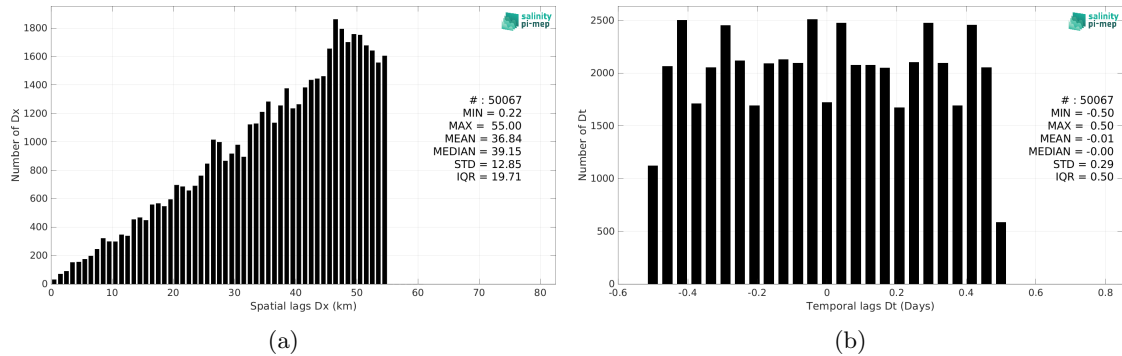 salinity
pi-mep
1800
1600
1400
1200
1000
800
600
400
200
0
Number of Dx
# : 50067
MIN = 0.22
MAX = 55.00
MEAN = 36.84
MEDIAN = 39.15
STD = 12.85
IQR = 19.71
0 10 20 30 40 50 60 70 80
Spatial lags Dx (km)
(a)
salinity
pi-mep
2500
2000
1500
1000
500
0
Number of Dt
# : 50067
MIN = -0.50
MAX = 0.50
MEAN = -0.01
MEDIAN = -0.00
STD = 0.29
IQR = 0.50
-0.6 -0.4 -0.2 0 0.2 0.4 0.6 0.8
Temporal lags Dt (Days)
(b)